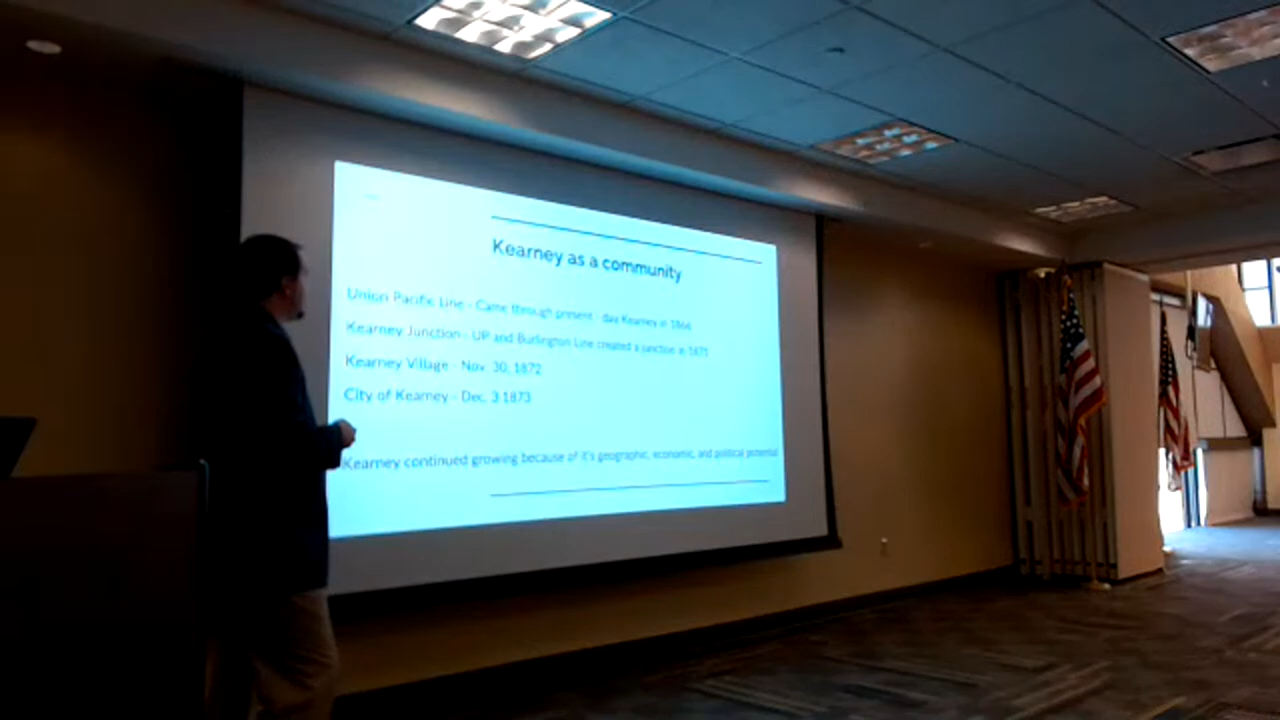 Kearney as a community
Union Pacific Line - Came through present - day Kearney in 1866
Kearney Junction - UP and Burlington Line created a junction in 1871
Kearney Village - Nov. 30, 1872
City of Kearney - Dec. 3 1873
Kearney continued growing because of it's geographic, economic, and political potential